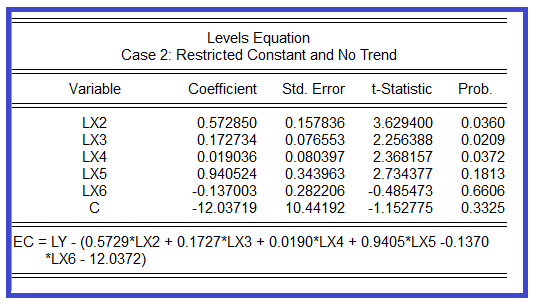 Levels Equation
Case 2: Restricted Constant and No Trend
Variable Coefficient Std. Error t-Statistic Prob.
LX2 0.572850 0.157836 3.629400 0.0360
LX3 0.172734 0.076553 2.256388 0.0209
LX4 0.019036 0.080397 2.368157 0.0372
LX5 0.940524 0.343963 2.734377 0.1813
LX6 -0.137003 0.282206 -0.485473 0.6606
C -12.03719 10.44192 -1.152775 0.3325
EC = LY - (0.5729*LX2 + 0.1727*LX3 + 0.0190*LX4 + 0.9405*LX5 -0.1370
*LX6 - 12.0372)